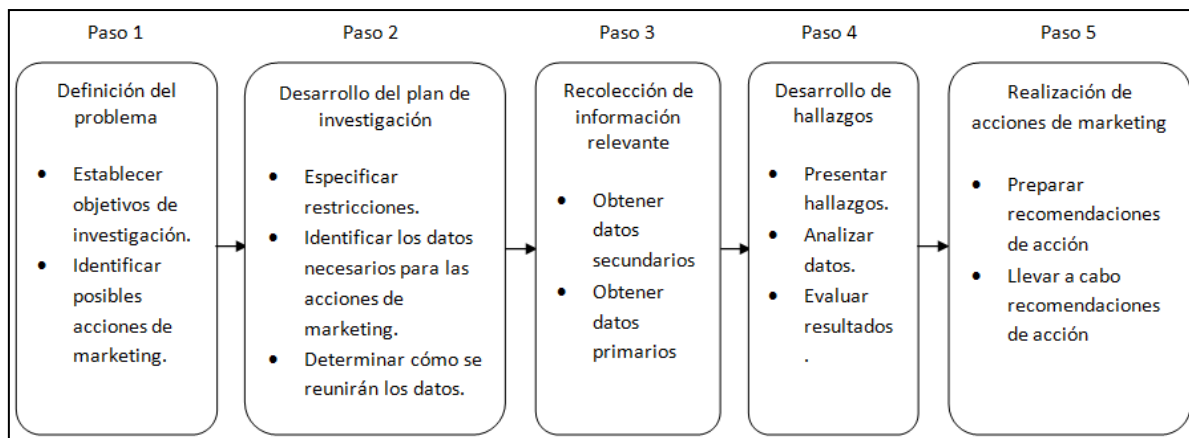 Paso 1
Definición del
problema
• Establecer
objetivos de
investigación.
• Identificar
posibles
acciones de
marketing.
Paso 2
Desarrollo del plan de
investigación
• Especificar
restricciones.
• Identificar los datos
necesarios para las
acciones de
marketing.
• Determinar cómo se
reunirán los datos.
Paso 3
Recolección de
información
relevante
• Obtener
datos
secundarios
• Obtener
datos
primarios
Paso 4
Desarrollo de
hallazgos
• Presentar
hallazgos.
• Analizar
datos.
• Evaluar
resultados
.
Paso 5
Realización de
acciones de marketing
• Preparar
recomendaciones
de acción
• Llevar a cabo
recomendaciones
de acción